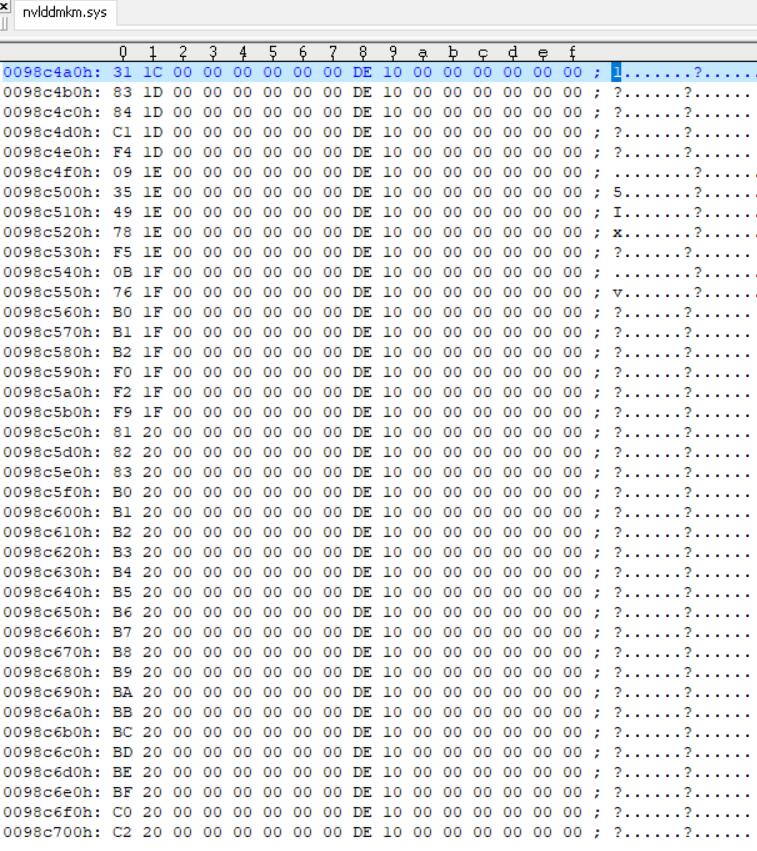 nvlddmkm.sys
0 1 2 3 4 5 6 7 8 9 a b c d e f
0098c4a0h: 31 1C 00 00 00 00 00 00 DE 10 00 00 00 00 00 00 ; 1.......?......
0098c4b0h: 83 1D 00 00 00 00 00 00 DE 10 00 00 00 00 00 00 ; ?......?......
0098c4c0h: 84 1D 00 00 00 00 00 00 DE 10 00 00 00 00 00 00 ; ?......?......
0098c4d0h: C1 1D 00 00 00 00 00 00 DE 10 00 00 00 00 00 00 ; ?......?......
0098c4e0h: F4 1D 00 00 00 00 00 00 DE 10 00 00 00 00 00 00 ; ?......?......
0098c4f0h: 09 1E 00 00 00 00 00 00 DE 10 00 00 00 00 00 00 ; ........?......
0098c500h: 35 1E 00 00 00 00 00 00 DE 10 00 00 00 00 00 00 ; 5.......?......
0098c510h: 49 1E 00 00 00 00 00 00 DE 10 00 00 00 00 00 00 ; I.......?......
0098c520h: 78 1E 00 00 00 00 00 00 DE 10 00 00 00 00 00 00 ; x.......?......
0098c530h: F5 1E 00 00 00 00 00 00 DE 10 00 00 00 00 00 00 ; ?......?......
0098c540h: 0B 1F 00 00 00 00 00 00 DE 10 00 00 00 00 00 00 ; ........?......
0098c550h: 76 1F 00 00 00 00 00 00 DE 10 00 00 00 00 00 00 ; v.......?......
0098c560h: B0 1F 00 00 00 00 00 00 DE 10 00 00 00 00 00 00 ; ?......?......
0098c570h: B1 1F 00 00 00 00 00 00 DE 10 00 00 00 00 00 00 ; ?......?......
0098c580h: B2 1F 00 00 00 00 00 00 DE 10 00 00 00 00 00 00 ; ?......?......
0098c590h: F0 1F 00 00 00 00 00 00 DE 10 00 00 00 00 00 00 ; ?......?......
0098c5a0h: F2 1F 00 00 00 00 00 00 DE 10 00 00 00 00 00 00 ; ?......?......
0098c5b0h: F9 1F 00 00 00 00 00 00 DE 10 00 00 00 00 00 00 ; ?......?......
0098c5c0h: 81 20 00 00 00 00 00 00 DE 10 00 00 00 00 00 00 ; ?......?......
0098c5d0h: 82 20 00 00 00 00 00 00 DE 10 00 00 00 00 00 00 ; ?......?......
0098c5e0h: 83 20 00 00 00 00 00 00 DE 10 00 00 00 00 00 00 ; ?......?......
0098c5f0h: B0 20 00 00 00 00 00 00 DE 10 00 00 00 00 00 00 ; ?......?......
0098c600h: B1 20 00 00 00 00 00 00 DE 10 00 00 00 00 00 00 ; ?......?......
0098c610h: B2 20 00 00 00 00 00 00 DE 10 00 00 00 00 00 00 ; ?......?......
0098c620h: B3 20 00 00 00 00 00 00 DE 10 00 00 00 00 00 00 ; ?......?......
0098c630h: B4 20 00 00 00 00 00 00 DE 10 00 00 00 00 00 00 ; ?......?......
0098c640h: B5 20 00 00 00 00 00 00 DE 10 00 00 00 00 00 00 ; ?......?......
0098c650h: B6 20 00 00 00 00 00 00 DE 10 00 00 00 00 00 00 ; ?......?......
0098c660h: B7 20 00 00 00 00 00 00 DE 10 00 00 00 00 00 00 ; ?......?......
0098c670h: B8 20 00 00 00 00 00 00 DE 10 00 00 00 00 00 00 ; ?......?......
0098c680h: B9 20 00 00 00 00 00 00 DE 10 00 00 00 00 00 00 ; ?......?......
0098c690h: BA 20 00 00 00 00 00 00 DE 10 00 00 00 00 00 00 ; ?......?......
0098c6a0h: BB 20 00 00 00 00 00 00 DE 10 00 00 00 00 00 00 ; ?......?......
0098c6b0h: BC 20 00 00 00 00 00 00 DE 10 00 00 00 00 00 00 ; ?......?......
0098c6c0h: BD 20 00 00 00 00 00 00 DE 10 00 00 00 00 00 00 ; ?......?......
0098c6d0h: BE 20 00 00 00 00 00 00 DE 10 00 00 00 00 00 00 ; ?......?......
0098c6e0h: BF 20 00 00 00 00 00 00 DE 10 00 00 00 00 00 00 ; ?......?......
0098c6f0h: C0 20 00 00 00 00 00 00 DE 10 00 00 00 00 00 00 ; ?......?......
0098c700h: C2 20 00 00 00 00 00 00 DE 10 00 00 00 00 00 00 ; ?......?......